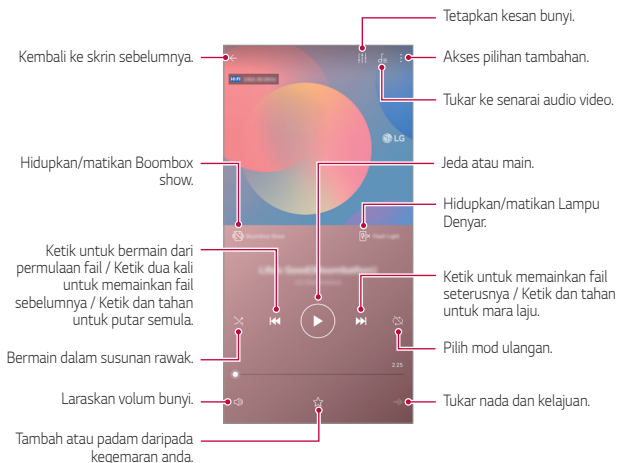 Tetapkan kesan bunyi.
Kembali ke skrin sebelumnya.
Akses pilihan tambahan.
HI-FI
Tukar ke senarai audio video.
LG
Hidupkan/matikan Boombox
show.
Jeda atau main.
Hidupkan/matikan Lampu
Denyar.
Ketik untuk bermain dari
permulaan fail / Ketik dua kali
untuk memainkan fail
sebelumnya / Ketik dan tahan
untuk putar semula.
Ketik untuk memainkan fail
seterusnya / Ketik dan tahan
untuk mara laju.
Bermain dalam susunan rawak.
Pilih mod ulangan.
2:25
Laraskan volum bunyi.
Tukar nada dan kelajuan.
Tambah atau padam daripada
kegemaran anda.